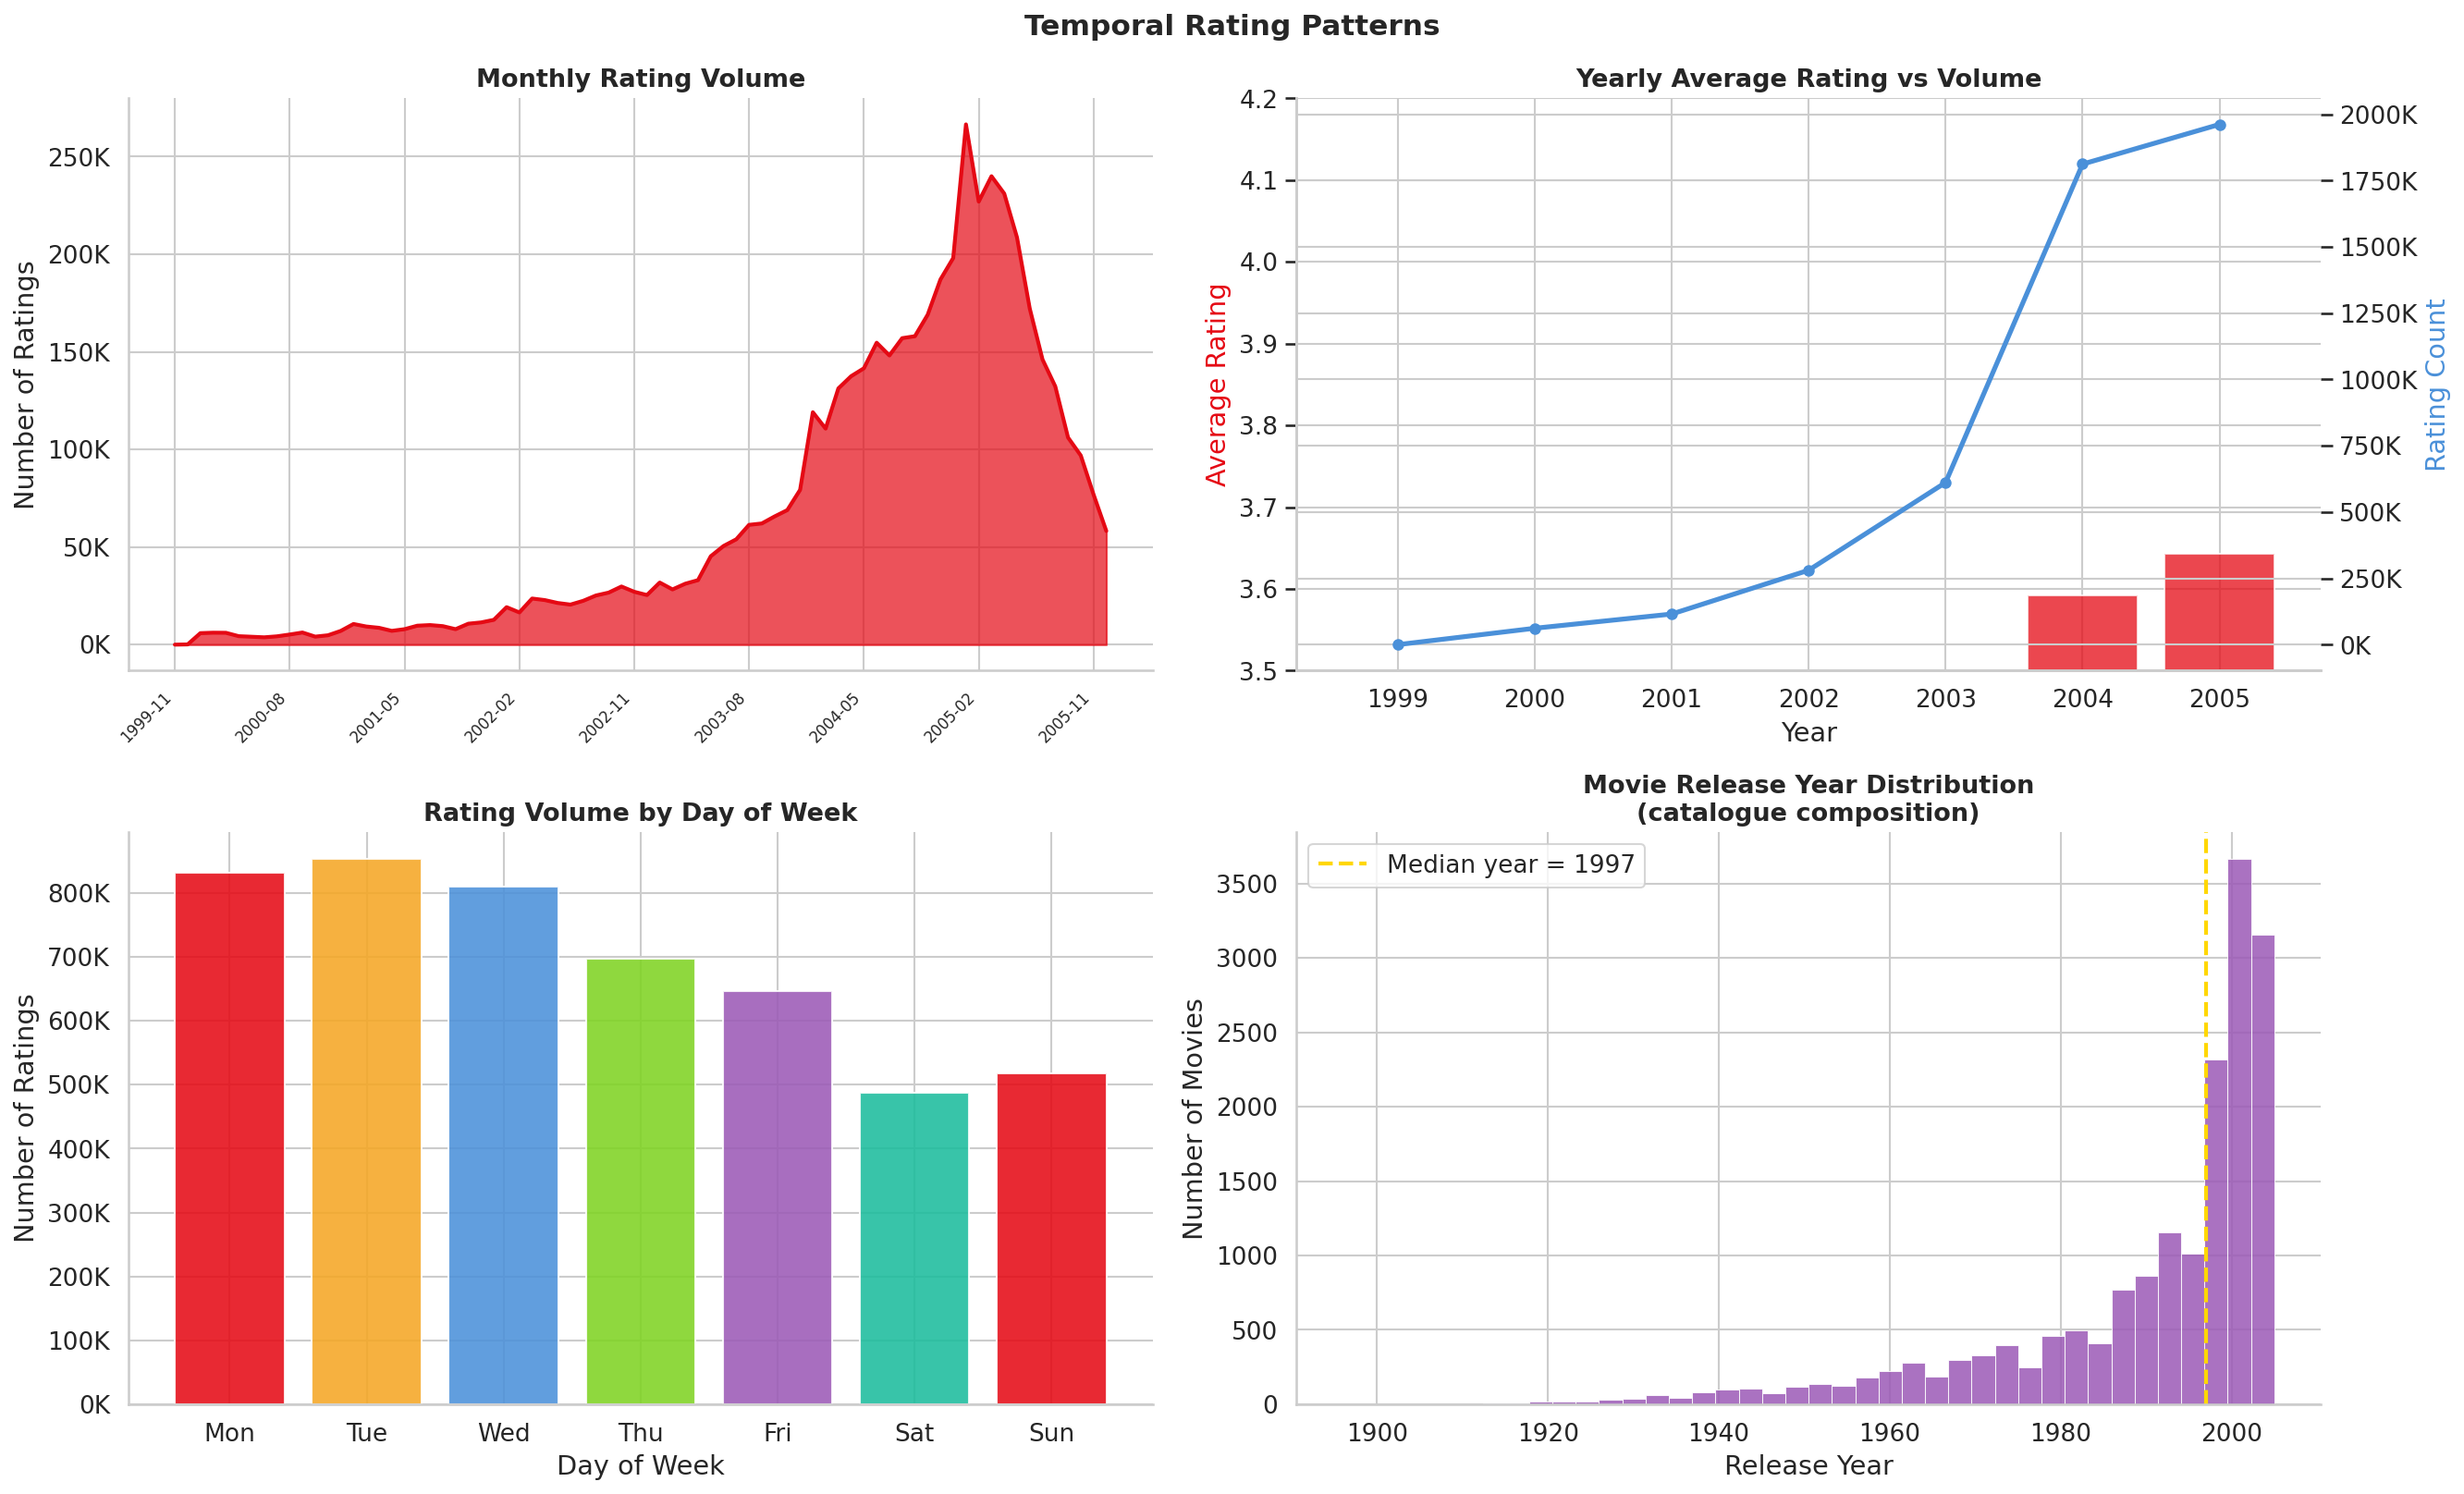 Temporal Rating Patterns
Monthly Rating Volume
Number of Ratings
250K
200K
150K
100K
50K
0K
1999-11
2000-08
2001-05
2002-02
2002-11
2003-08
2004-05
2005-02
2005-11
Yearly Average Rating vs Volume
Average Rating
4.2
4.1
4.0
3.9
3.8
3.7
3.6
3.5
2000K
1750K
1500K
1250K
1000K
750K
500K
250K
0K
Rating Count
1999
2000
2001
2002
2003
2004
2005
Year
Rating Volume by Day of Week
Number of Ratings
800K
700K
600K
500K
400K
300K
200K
100K
0K
Mon
Tue
Wed
Thu
Fri
Sat
Sun
Day of Week
Movie Release Year Distribution
(catalogue composition)
Median year = 1997
Number of Movies
3500
3000
2500
2000
1500
1000
500
0
1900
1920
1940
1960
1980
2000
Release Year